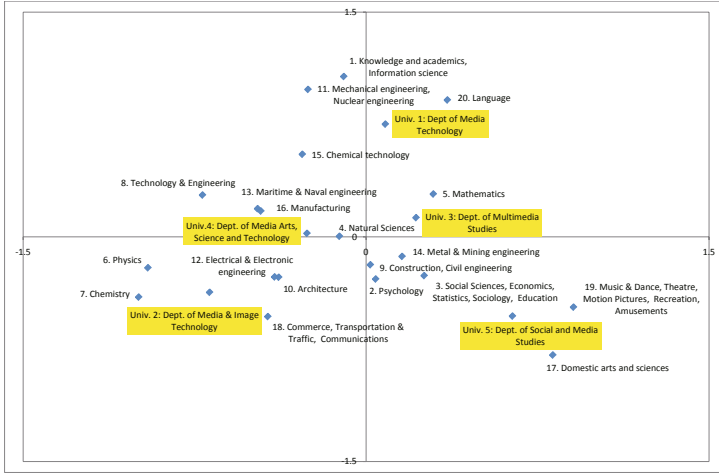 1.5
1. Knowledge and academics,
Information science
11. Mechanical engineering,
Nuclear engineering
20. Language
Univ. 1: Dept of Media
Technology
15. Chemical technology
8. Technology & Engineering
13. Maritime & Naval engineering
5. Mathematics
16. Manufacturing
Univ.4: Dept. of Media Arts,
Science and Technology
4. Natural Sciences
Univ. 3: Dept. of Multimedia
Studies
-1.5
0
1.5
6. Physics
12. Electrical & Electronic
engineering
14. Metal & Mining engineering
9. Construction, Civil engineering
7. Chemistry
10. Architecture
2. Psychology
3. Social Sciences, Economics,
Statistics, Sociology, Education
19. Music & Dance, Theatre,
Motion Pictures, Recreation,
Amusements
Univ. 2: Dept. of Media & Image
Technology
18. Commerce, Transportation &
Traffic, Communications
Univ. 5: Dept. of Social and Media
Studies
17. Domestic arts and sciences
-1.5